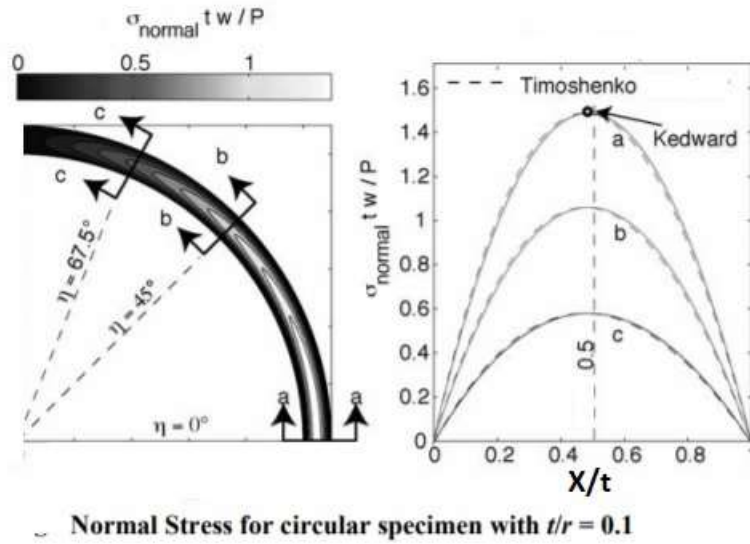 σnormal t w / P
0 0.5 1
c
c
b
b
η = 67.5°
η = 45°
η = 0°
a a
σnormal t w / P
1.6
1.4
1.2
1
0.8
0.6
0.4
0.2
0
Timoshenko
Kedward
a
b
c
0.5
0 0.2 0.4 0.6 0.8 1
X/t
Normal Stress for circular specimen with t/r = 0.1